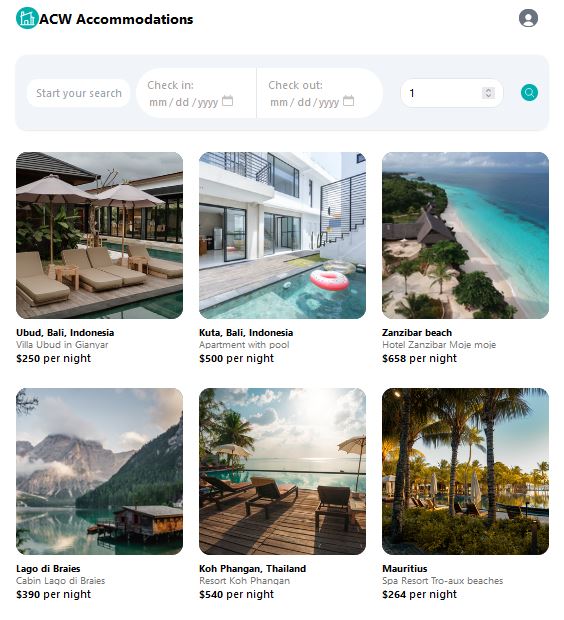 ACW Accommodations
Start your search
Check in:
mm / dd / yyyy
Check out:
mm / dd / yyyy
1
Ubud, Bali, Indonesia
Villa Ubud in Gianyar
$250 per night
Kuta, Bali, Indonesia
Apartment with pool
$500 per night
Zanzibar beach
Hotel Zanzibar Moje moje
$658 per night
Lago di Braies
Cabin Lago di Braies
$390 per night
Koh Phangan, Thailand
Resort Koh Phangan
$540 per night
Mauritius
Spa Resort Tro-aux beaches
$264 per night